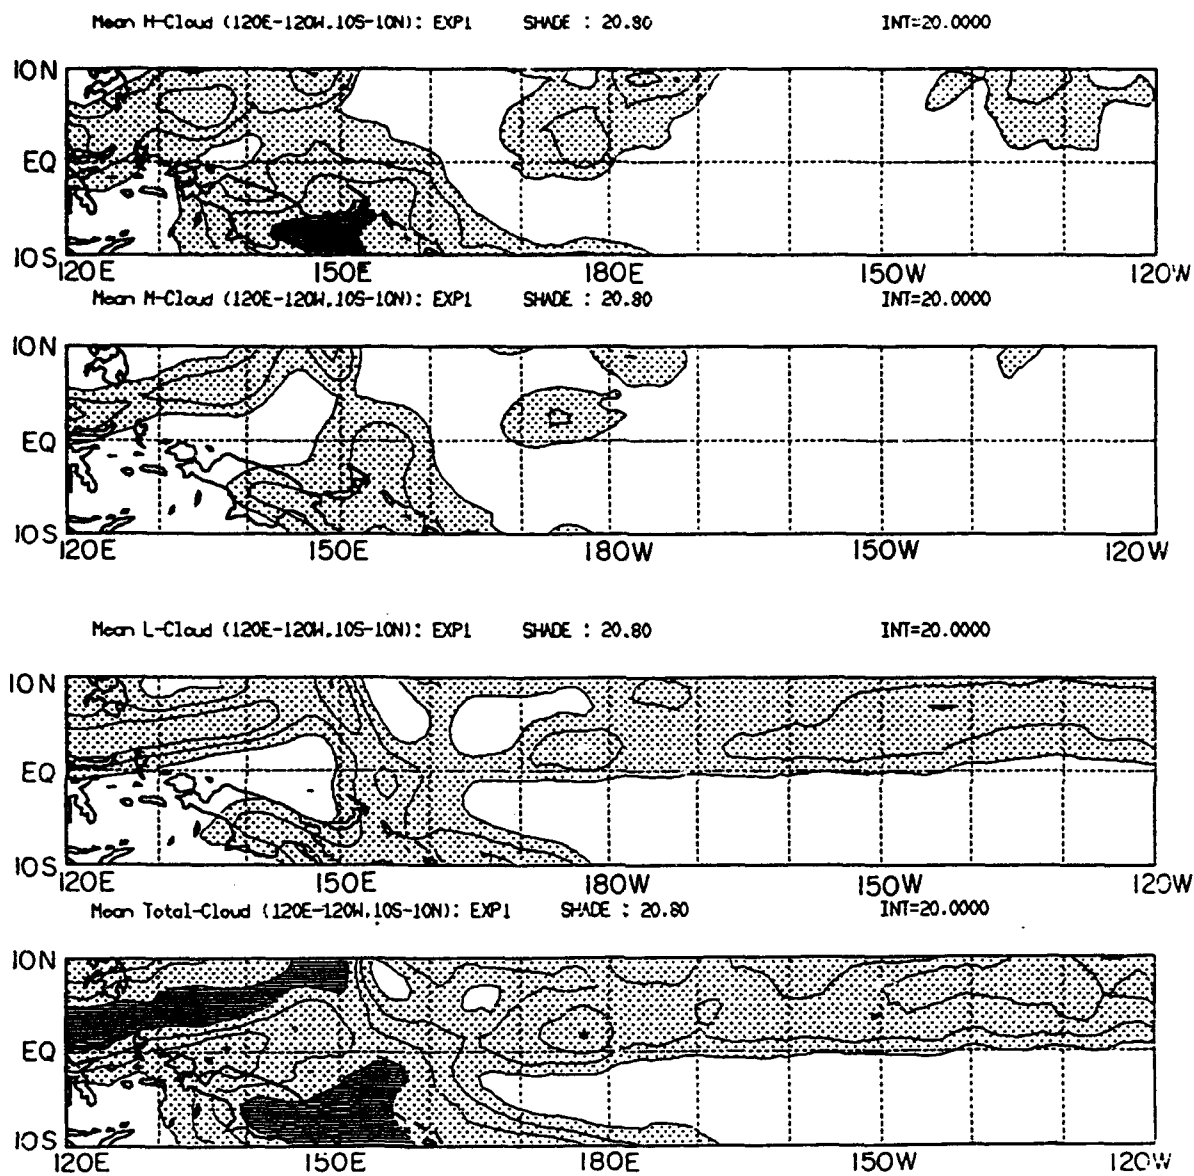 Mean H-Cloud (120E-120W.10S-10N): EXP1 SHADE : 20.80 INT=20.0000
10N
EQ
10S
120E 150E 180E 150W 120W
Mean M-Cloud (120E-120W.10S-10N): EXP1 SHADE : 20.80 INT=20.0000
10N
EQ
10S
120E 150E 180W 150W 120W
Mean L-Cloud (120E-120W.10S-10N): EXP1 SHADE : 20.80 INT=20.0000
10N
EQ
10S
120E 150E 180W 150W 120W
Mean Total-Cloud (120E-120W.10S-10N): EXP1 SHADE : 20.80 INT=20.0000
10N
EQ
10S
120E 150E 180E 150W 120W